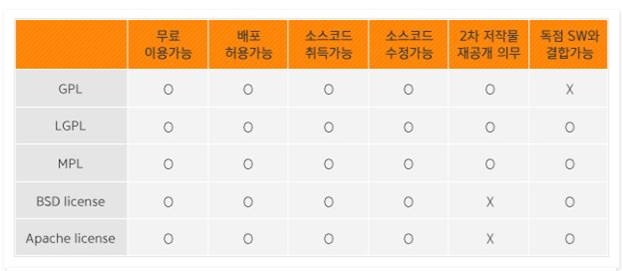 무료 이용가능 배포 허용가능 소스코드 취득가능 소스코드 수정가능 2차 저작물 재공개 의무 독점 SW와 결합가능
GPL O O O O O X
LGPL O O O O O O
MPL O O O O O O
BSD license O O O O X O
Apache license O O O O X O